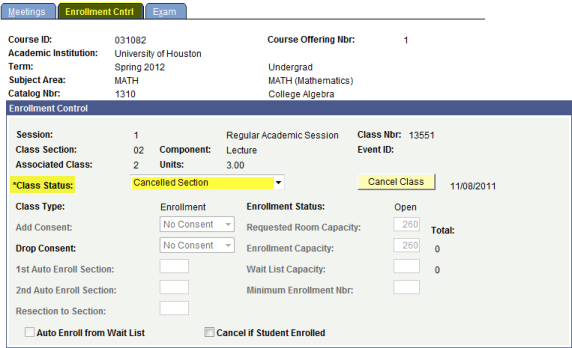 Meetings Enrollment Cntrl Exam
Course ID: 031082 Course Offering Nbr: 1
Academic Institution: University of Houston
Term: Spring 2012 Undergrad
Subject Area: MATH MATH (Mathematics)
Catalog Nbr: 1310 College Algebra
Enrollment Control
Session: 1 Regular Academic Session Class Nbr: 13551
Class Section: 02 Component: Lecture Event ID:
Associated Class: 2 Units: 3.00
*Class Status: Cancelled Section Cancel Class 11/08/2011
Class Type: Enrollment Enrollment Status: Open
Add Consent: No Consent Requested Room Capacity: 260 Total:
Drop Consent: No Consent Enrollment Capacity: 260 0
1st Auto Enroll Section: Wait List Capacity: 0
2nd Auto Enroll Section: Minimum Enrollment Nbr:
Resection to Section:
Auto Enroll from Wait List Cancel if Student Enrolled